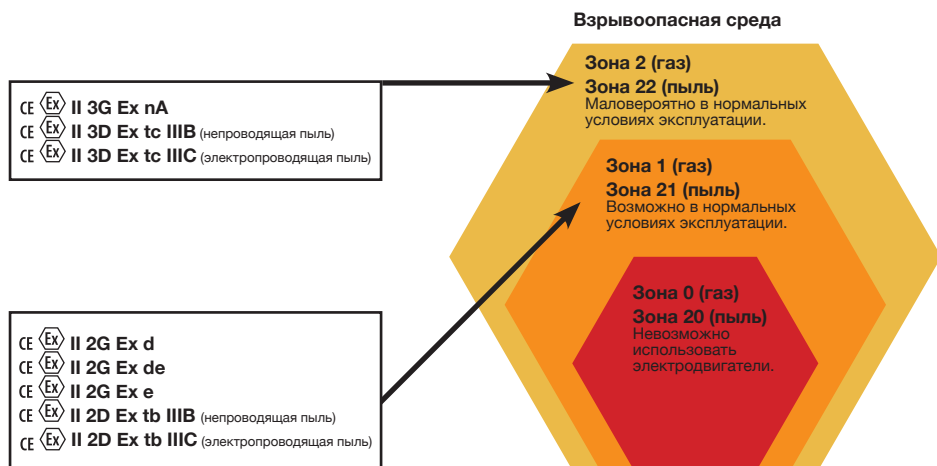 Взрывоопасная среда
Зона 2 (газ)
Зона 22 (пыль)
Маловероятно в нормальных
условиях эксплуатации.
CE Ex II 3G Ex nA
CE Ex II 3D Ex tc IIIB (непроводящая пыль)
CE Ex II 3D Ex tc IIIC (электропроводящая пыль)
Зона 1 (газ)
Зона 21 (пыль)
Возможно в нормальных
условиях эксплуатации.
Зона 0 (газ)
Зона 20 (пыль)
Невозможно
использовать
электродвигатели.
CE Ex II 2G Ex d
CE Ex II 2G Ex de
CE Ex II 2G Ex e
CE Ex II 2D Ex tb IIIB (непроводящая пыль)
CE Ex II 2D Ex tb IIIC (электропроводящая пыль)